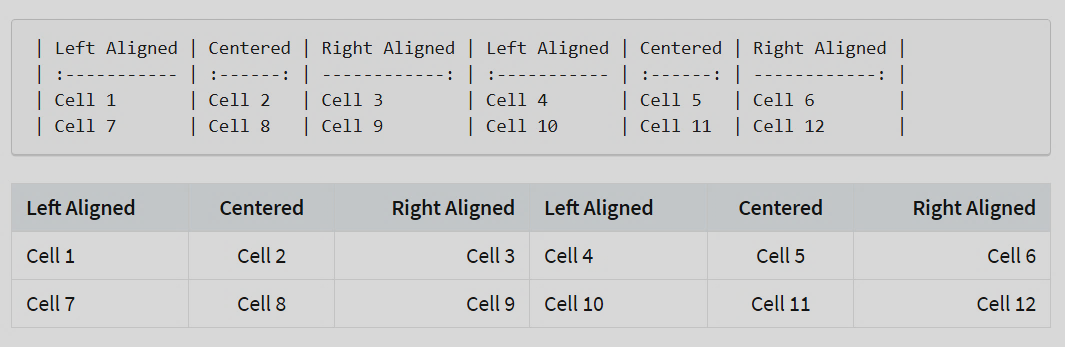 | Left Aligned | Centered | Right Aligned | Left Aligned | Centered | Right Aligned |
| :----------- | :------: | ------------: | :----------- | :------: | ------------: |
| Cell 1       | Cell 2   | Cell 3        | Cell 4       | Cell 5   | Cell 6        |
| Cell 7       | Cell 8   | Cell 9        | Cell 10      | Cell 11  | Cell 12       |
Left Aligned Centered Right Aligned Left Aligned Centered Right Aligned
Cell 1 Cell 2 Cell 3 Cell 4 Cell 5 Cell 6
Cell 7 Cell 8 Cell 9 Cell 10 Cell 11 Cell 12